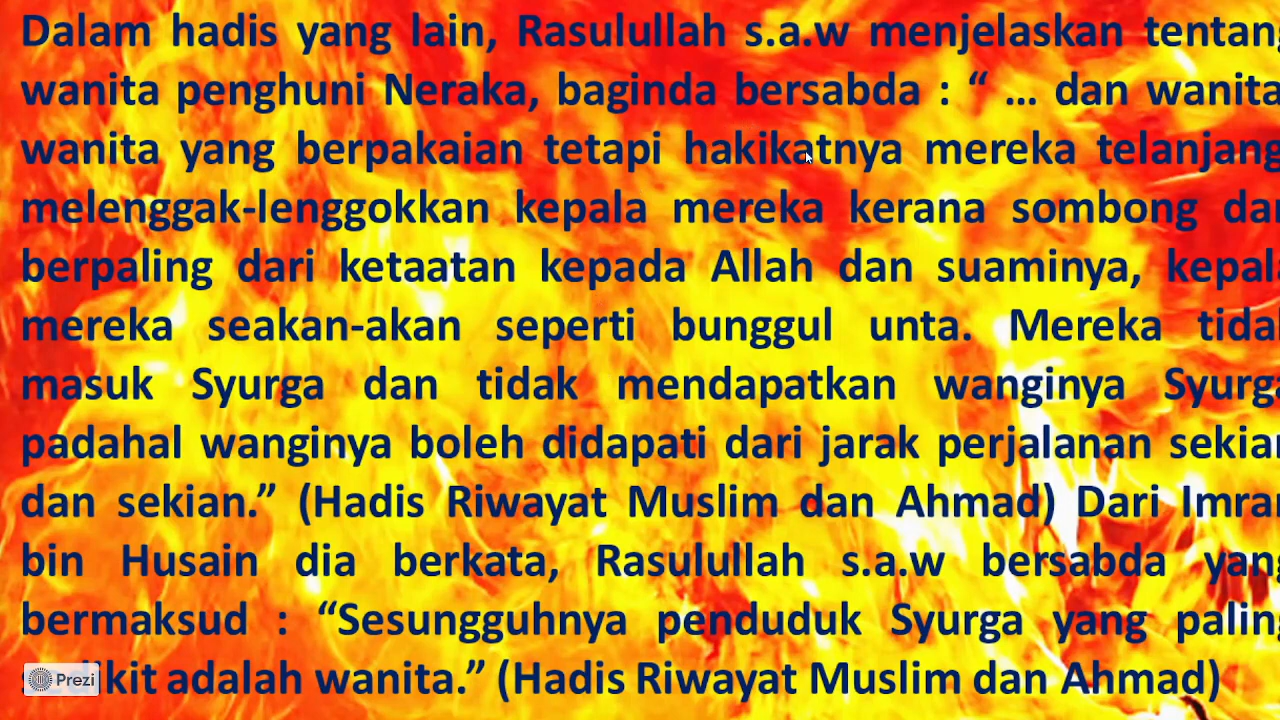 Dalam hadis yang lain, Rasulullah s.a.w menjelaskan tentang
wanita penghuni Neraka, baginda bersabda : “ ... dan wanita
wanita yang berpakaian tetapi hakikatnya mereka telanjang
melenggak-lenggokkan kepala mereka kerana sombong dan
berpaling dari ketaatan kepada Allah dan suaminya, kepala
mereka seakan-akan seperti bunggul unta. Mereka tidak
masuk Syurga dan tidak mendapatkan wanginya Syurga
padahal wanginya boleh didapati dari jarak perjalanan sekian
dan sekian.” (Hadis Riwayat Muslim dan Ahmad) Dari Imran
bin Husain dia berkata, Rasulullah s.a.w bersabda yang
bermaksud : “Sesungguhnya penduduk Syurga yang paling
adalah wanita.” (Hadis Riwayat Muslim dan Ahmad)
Prezi